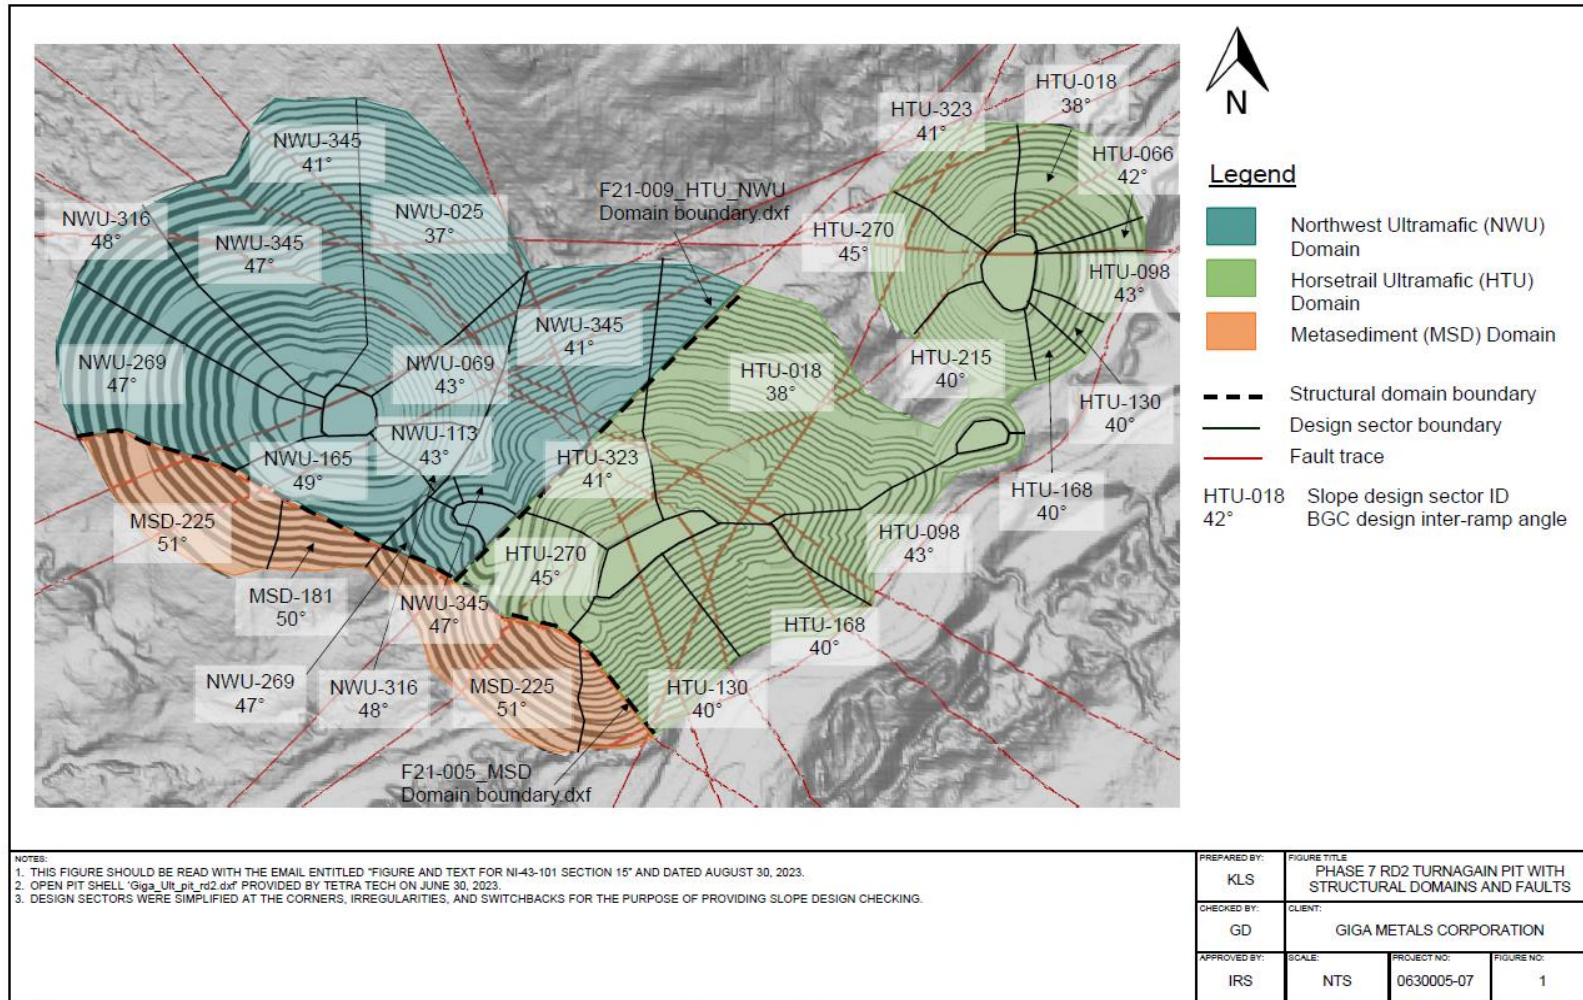 HTU-018
38°
HTU-323
41°
HTU-066
42°
NWU-345
41°
F21-009_HTU_NWU
Domain boundary.dxf
NWU-316
48°
NWU-025
37°
NWU-345
47°
HTU-270
45°
HTU-098
43°
NWU-345
41°
NWU-269
47°
NWU-069
43°
HTU-018
38°
HTU-215
40°
HTU-130
40°
NWU-113
43°
NWU-165
49°
HTU-323
41°
HTU-168
40°
MSD-225
51°
HTU-098
43°
HTU-270
45°
MSD-181
50°
NWU-345
47°
HTU-168
40°
NWU-269
47°
NWU-316
48°
MSD-225
51°
HTU-130
40°
F21-005_MSD
Domain boundary.dxf
N
Legend
Northwest Ultramafic (NWU)
Domain
Horsetrail Ultramafic (HTU)
Domain
Metasediment (MSD) Domain
Structural domain boundary
Design sector boundary
Fault trace
HTU-018 Slope design sector ID
42° BGC design inter-ramp angle
NOTES:
1. THIS FIGURE SHOULD BE READ WITH THE EMAIL ENTITLED "FIGURE AND TEXT FOR NI-43-101 SECTION 15" AND DATED AUGUST 30, 2023.
2. OPEN PIT SHELL 'Giga_Ult_pit_rd2.dxf' PROVIDED BY TETRA TECH ON JUNE 30, 2023.
3. DESIGN SECTORS WERE SIMPLIFIED AT THE CORNERS, IRREGULARITIES, AND SWITCHBACKS FOR THE PURPOSE OF PROVIDING SLOPE DESIGN CHECKING.
PREPARED BY:
KLS
FIGURE TITLE
PHASE 7 RD2 TURNAGAIN PIT WITH
STRUCTURAL DOMAINS AND FAULTS
CHECKED BY:
GD
CLIENT:
GIGA METALS CORPORATION
APPROVED BY:
IRS
SCALE:
NTS
PROJECT NO:
0630005-07
FIGURE NO:
1